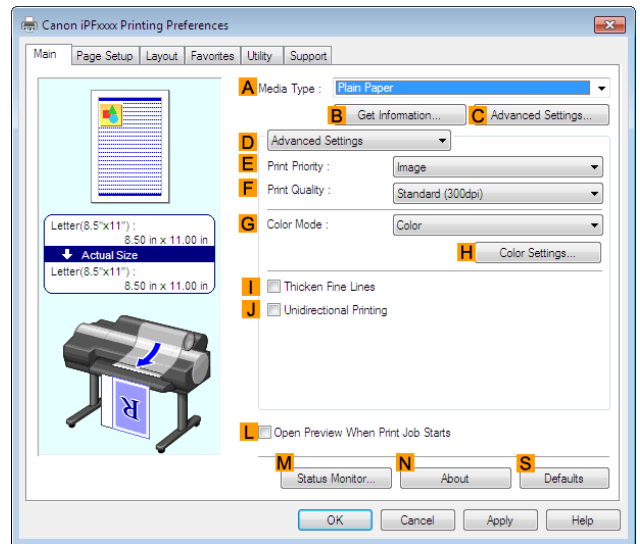 Canon iPFxxxx Printing Preferences
Main Page Setup Layout Favorites Utility Support
A Media Type : Plain Paper
B Get Information... C Advanced Settings...
D Advanced Settings
E Print Priority : Image
F Print Quality : Standard (300dpi)
G Color Mode : Color
H Color Settings...
I Thicken Fine Lines
J Unidirectional Printing
Letter(8.5"x11") :
8.50 in x 11.00 in
Actual Size
Letter(8.5"x11") :
8.50 in x 11.00 in
R
L Open Preview When Print Job Starts
M Status Monitor... N About S Defaults
OK Cancel Apply Help